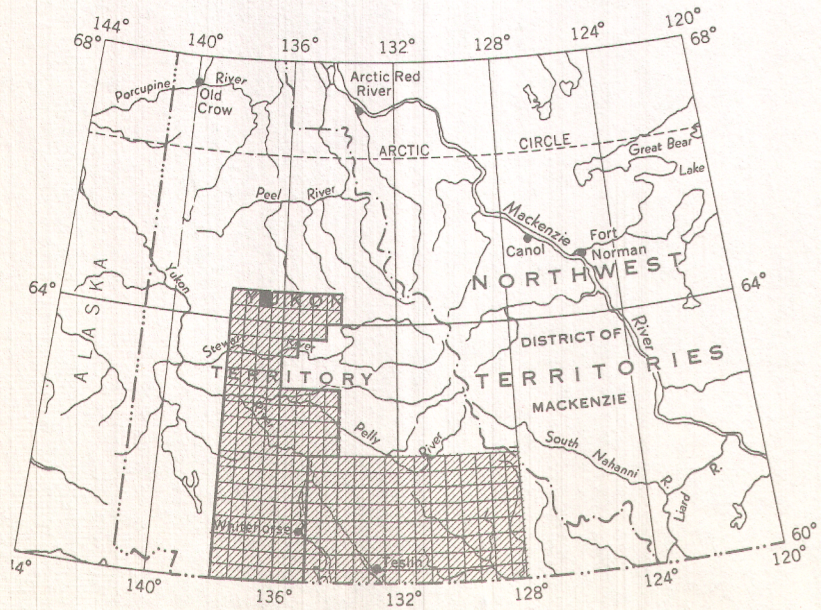 144°
68°
140°
136°
132°
128°
124°
120°
68°
Porcupine River
Old
Crow
Arctic Red
River
ARCTIC CIRCLE
Great Bear
Lake
Peel River
Mackenzie
Canol
Fort
Norman
64°
ALASKA
Yukon
YUKON
NORTHWEST
64°
Stewart River
DISTRICT OF
River
TERRITORY
TERRITORIES
MACKENZIE
Pelly River
South Nahanni R.
Liard R.
Whitehorse
Teslin
60°
120°
4°
140°
136°
132°
128°
124°